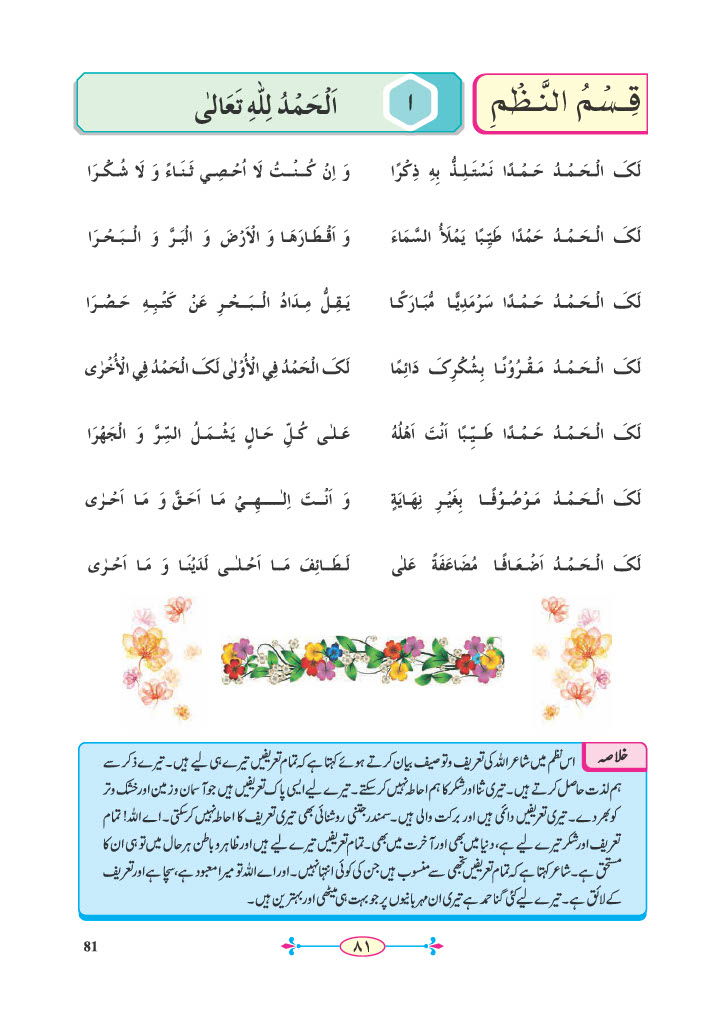 قِسْمُ النَّظْمِ
۱ اَلْحَمْدُ لِلّٰهِ تَعَالٰى
لَکَ الْحَمْدُ حَمْدًا نَسْتَلِذُّ بِهِ ذِكْرًا وَ اِنْ كُنْتُ لَا اُحْصِي ثَنَاءً وَ لَا شُكْرَا
لَکَ الْحَمْدُ حَمْدًا طَيِّبًا يَمْلَأُ السَّمَاءَ وَ اَقْطَارَهَا وَ الْاَرْضَ وَ الْبَرَّ وَ الْبَحْرَا
لَکَ الْحَمْدُ حَمْدًا سَرْمَدِيًّا مُّبَارَكًا يَقِلُّ مِدَادُ الْبَحْرِ عَنْ كَتْبِهِ حَصْرَا
لَکَ الْحَمْدُ مَقْرُوْنًا بِشُكْرِکَ دَائِمًا لَکَ الْحَمْدُ فِي الْأُوْلٰى لَکَ الْحَمْدُ فِي الْأُخْرٰى
لَکَ الْحَمْدُ حَمْدًا طَيِّبًا اَنْتَ اَهْلُهُ عَلٰى كُلِّ حَالٍ يَشْمَلُ السِّرَّ وَ الْجَهْرَا
لَکَ الْحَمْدُ مَوْصُوْفًا بِغَيْرِ نِهَايَةٍ وَ اَنْتَ اِلٰهِيْ مَا اَحَقَّ وَ مَا اَحْرٰى
لَکَ الْحَمْدُ اَضْعَافًا مُضَاعَفَةً عَلٰى لَطَائِفَ مَا اَحْلٰى لَدَيْنَا وَ مَا اَحْرٰى
خلاصہ اس نظم میں شاعر اللہ کی تعریف و توصیف بیان کرتے ہوئے کہتا ہے کہ تمام تعریفیں تیرے ہی لیے ہیں۔ تیرے ذکر سے
ہم لذت حاصل کرتے ہیں۔ تیری ثنا اور شکر کا ہم احاطہ نہیں کر سکتے۔ تیرے لیے ایسی پاک تعریفیں ہیں جو آسمان و زمین اور خشک و تر
کو بھر دے۔ تیری تعریفیں دائمی ہیں اور برکت والی ہیں۔ سمندر جتنی روشنائی بھی تیری تعریف کا احاطہ نہیں کر سکتی۔ اے اللہ! تمام
تعریف اور شکر تیرے لیے ہے، دنیا میں بھی اور آخرت میں بھی۔ تمام تعریفیں تیرے لیے ہیں اور ظاہر و باطن ہر حال میں تو ہی ان کا
مستحق ہے۔ شاعر کہتا ہے کہ تمام تعریفیں تجھی سے منسوب ہیں جن کی کوئی انتہا نہیں۔ اور اے اللہ تو میرا معبود ہے، سچا ہے اور تعریف
کے لائق ہے۔ تیرے لیے کئی گنا حمد ہے تیری ان مہربانیوں پر جو بہت ہی میٹھی اور بہترین ہیں۔
81 ۸۱